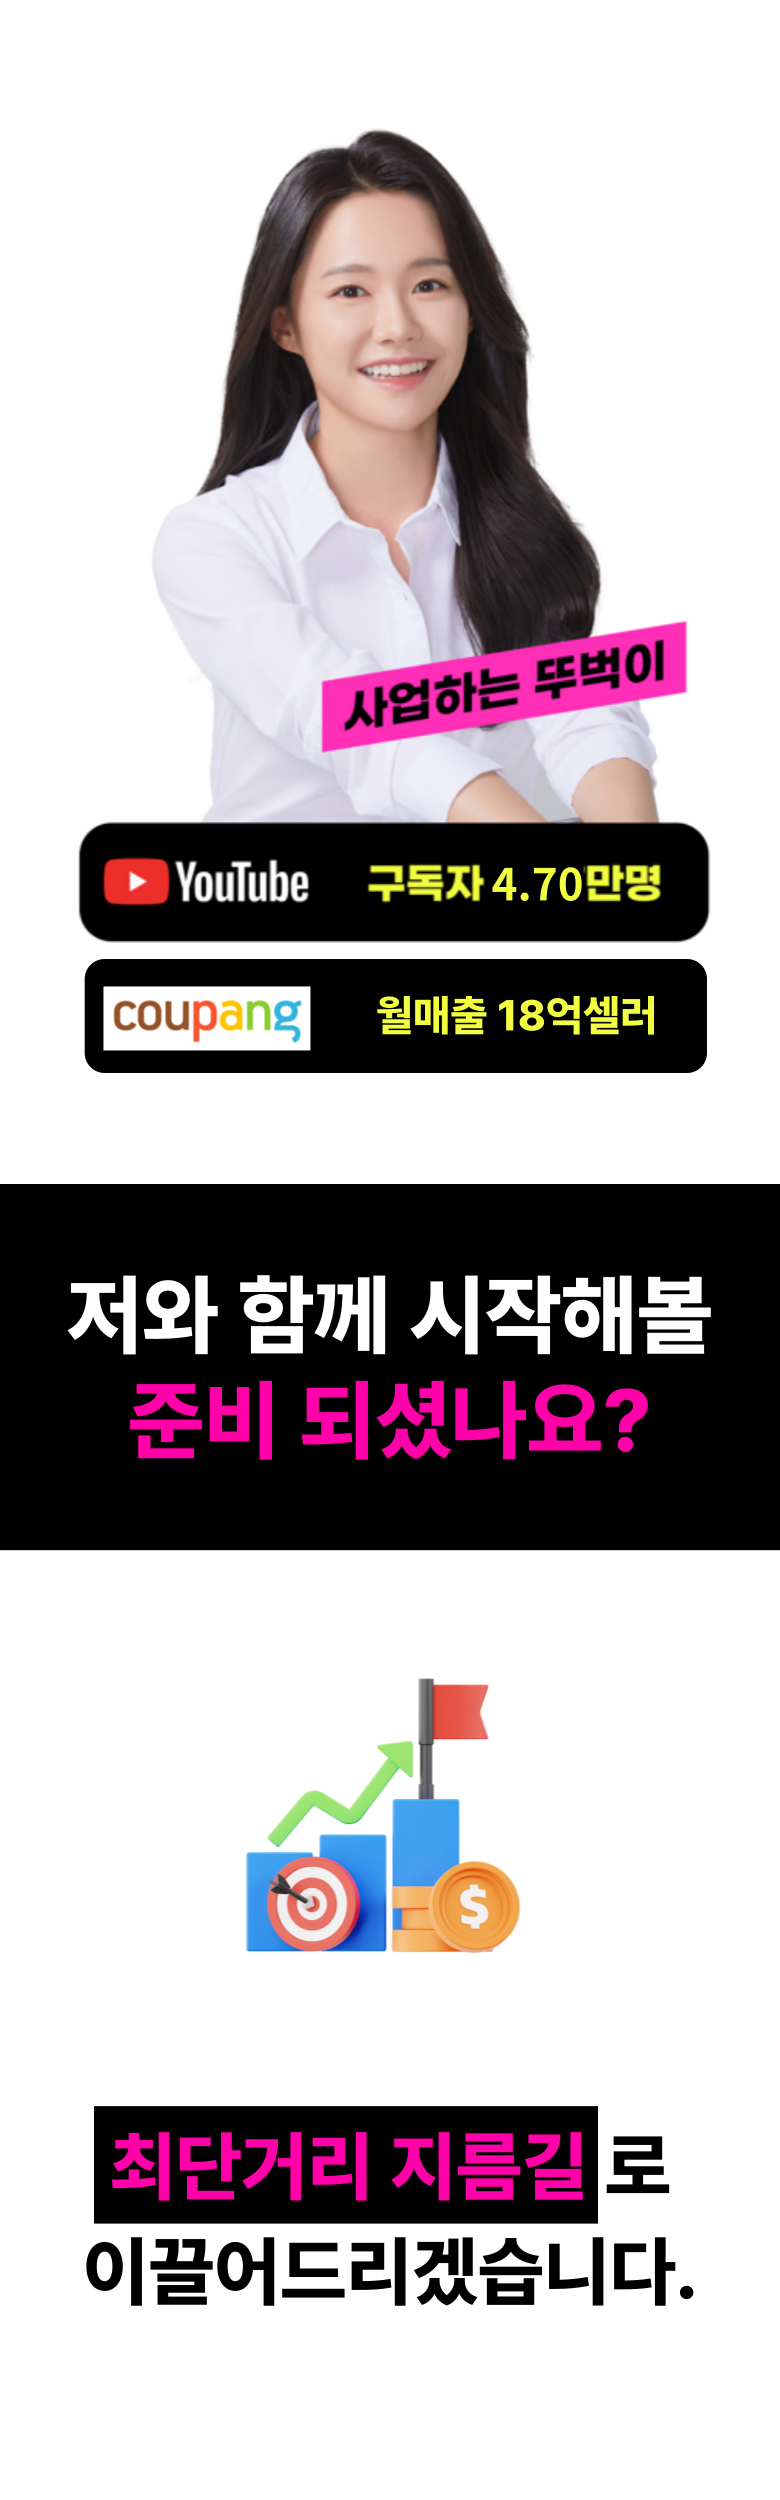 사업하는 뚜벅이
YouTube 구독자 4.70만명
coupang 월매출 18억셀러
저와 함께 시작해볼
준비 되셨나요?
$
최단거리 지름길로
이끌어드리겠습니다.